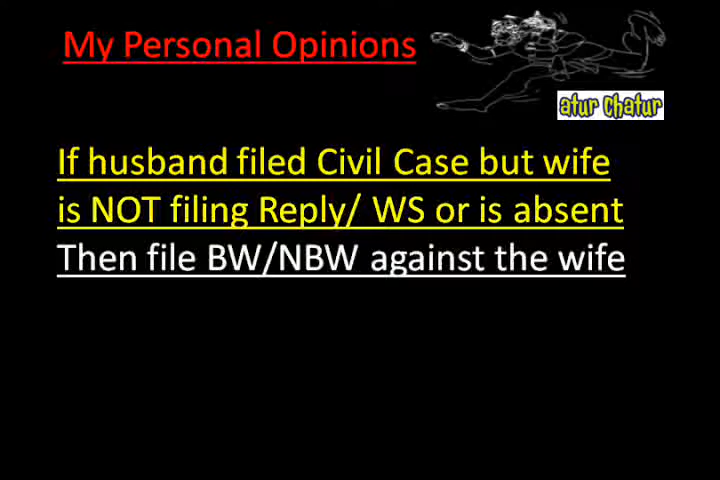 My Personal Opinions
atur chatur
If husband filed Civil Case but wife
is NOT filing Reply/ WS or is absent
Then file BW/NBW against the wife